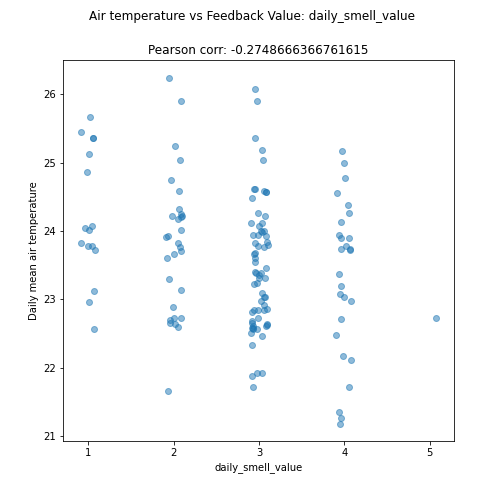 Air temperature vs Feedback Value: daily_smell_value
Pearson corr: -0.2748666366761615
Daily mean air temperature
26
25
24
23
22
21
1 2 3 4 5
daily_smell_value